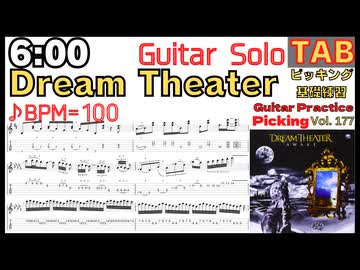 6:00 Guitar Solo TAB
Dream Theater
ピッキング
基礎練習
♪BPM=100
Guitar Practice
Picking Vol. 177
DREAM THEATER
AWAKE